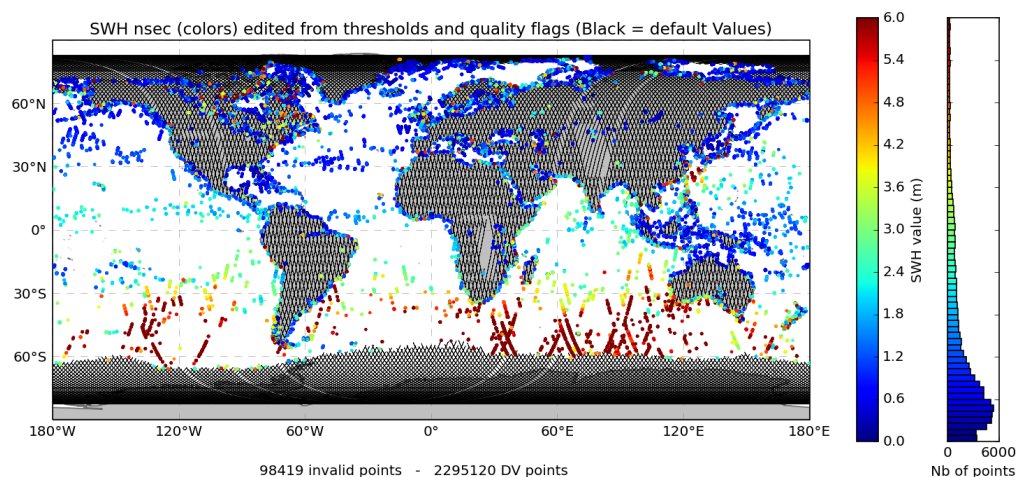 SWH nsec (colors) edited from thresholds and quality flags (Black = default Values)
60°N
30°N
0°
30°S
60°S
180°W
120°W
60°W
0°
60°E
120°E
180°E
6.0
5.4
4.8
4.2
3.6
3.0
2.4
1.8
1.2
0.6
0.0
SWH value (m)
0
6000
Nb of points
98419 invalid points - 2295120 DV points